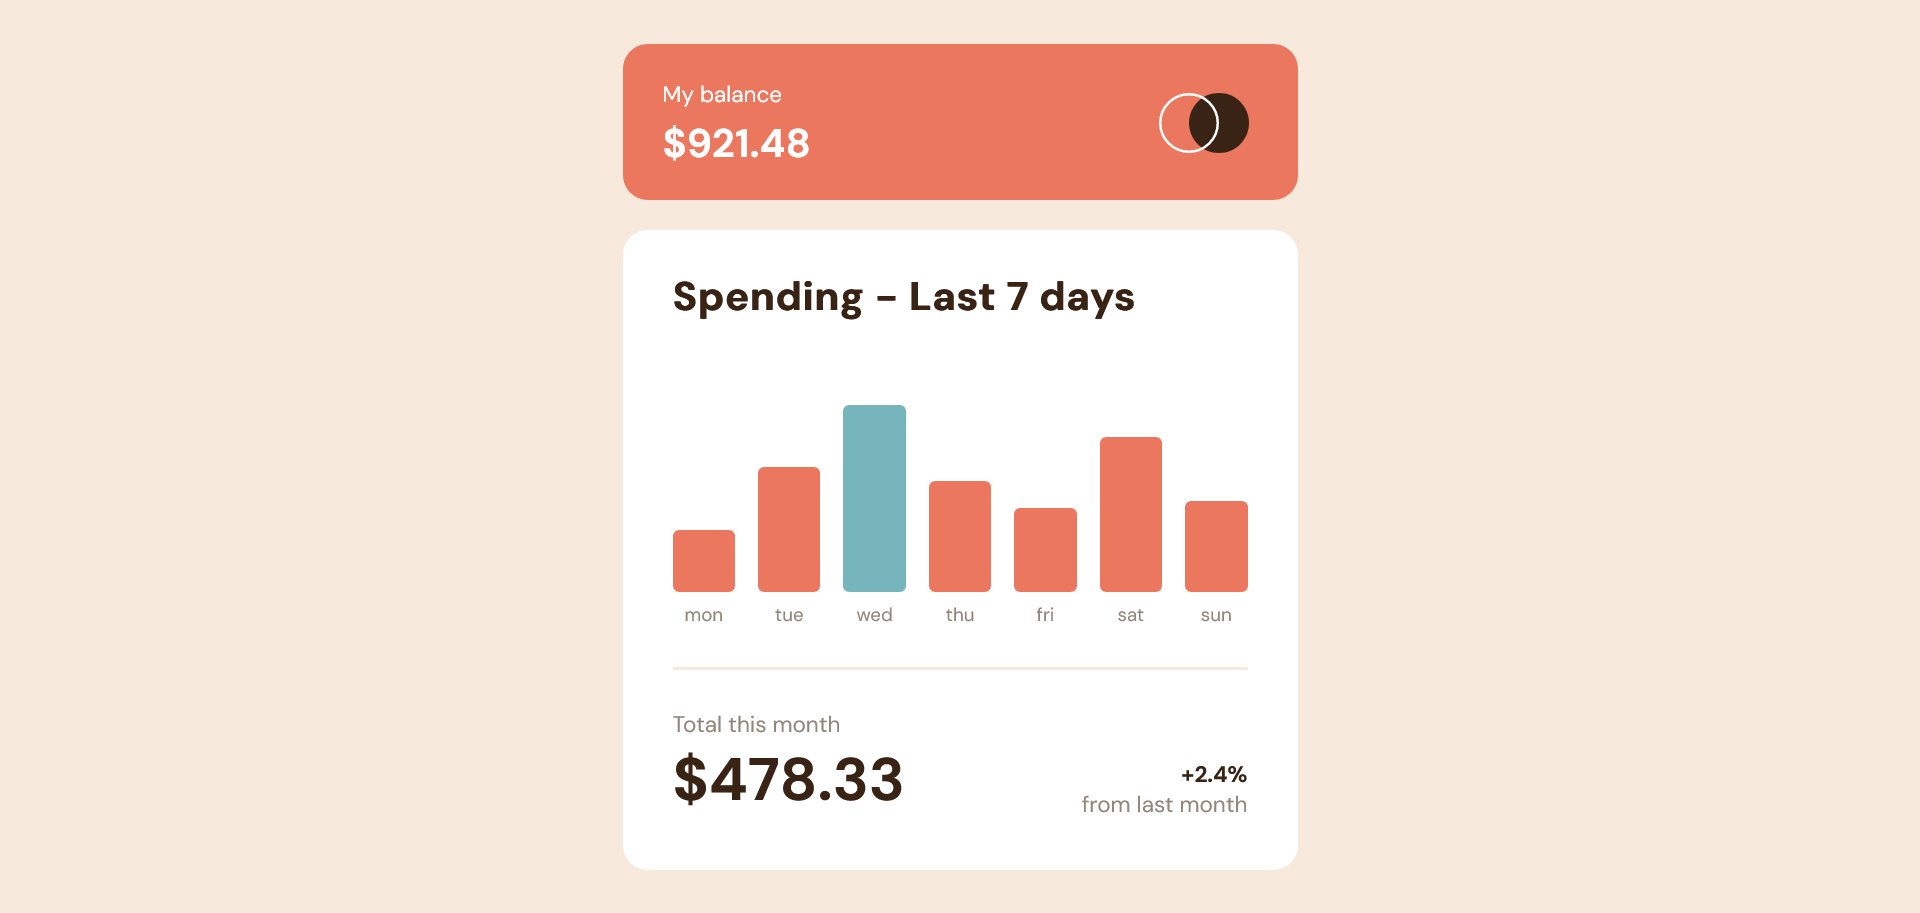 My balance
$921.48
Spending - Last 7 days
mon tue wed thu fri sat sun
Total this month
$478.33
+2.4%
from last month